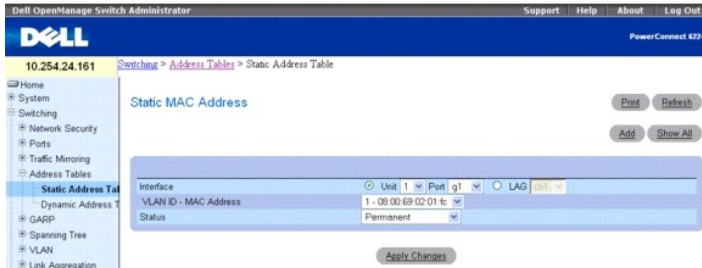 Dell OpenManage Switch Administrator Support Help About Log Out
DELL
PowerConnect 622
10.254.24.161 Switching > Address Tables > Static Address Table
Home
System
Switching
Network Security
Ports
Traffic Mirroring
Address Tables
Static Address Tal
Dynamic Address T
GARP
Spanning Tree
VLAN
Link Aggregation
Static MAC Address
Print Refresh
Add Show All
Interface Unit 1 Port g1 LAG ch1
VLAN ID - MAC Address 1 - 08:00:69:02:01:fc
Status Permanent
Apply Changes